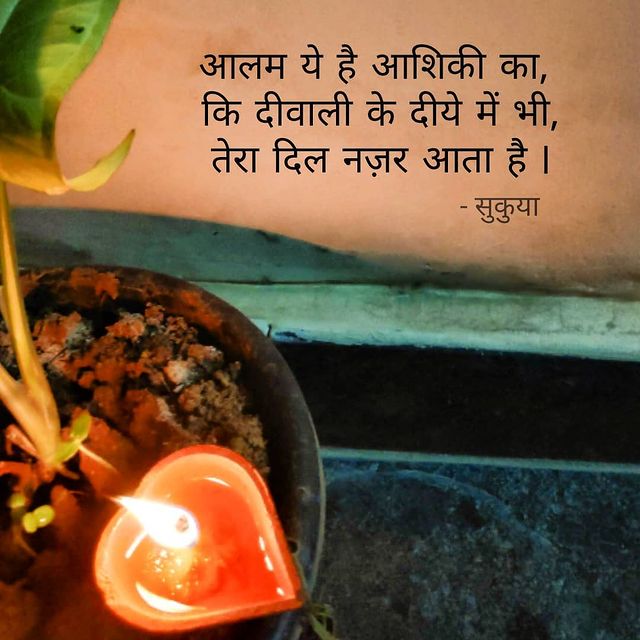 आलम ये है आशिकी का,
कि दीवाली के दीये में भी,
तेरा दिल नज़र आता है ।
- सुकुया